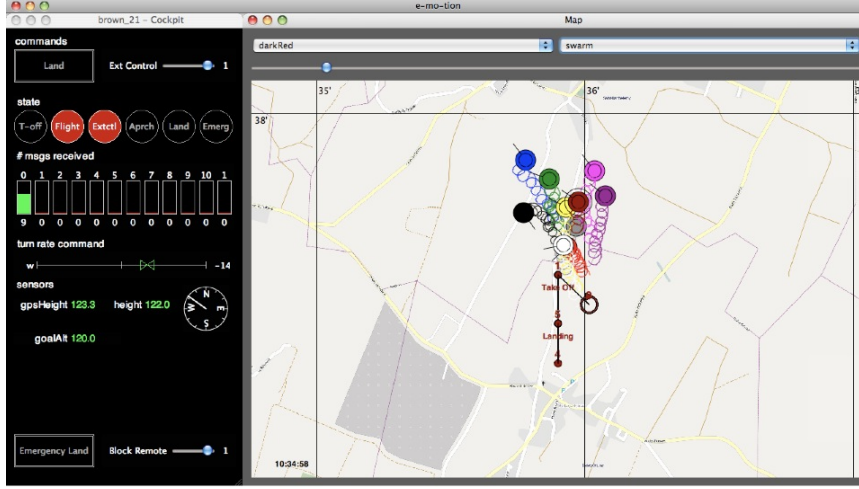 e-mo-tion
brown_21 – Cockpit
Map
commands
darkRed
swarm
Land
Ext Control
1
state
T-off
Flight
Extctl
Aprch
Land
Emerg
# msgs received
0 1 2 3 4 5 6 7 8 9 10 1
9 0 0 0 0 0 0 0 0 0 0 0
turn rate command
w
-14
sensors
gpsHeight 123.3
height 122.0
N
W
E
S
goalAlt 120.0
Emergency Land
Block Remote
1
35'
36'
38'
1
Take Off
5
Landing
4
10:34:58